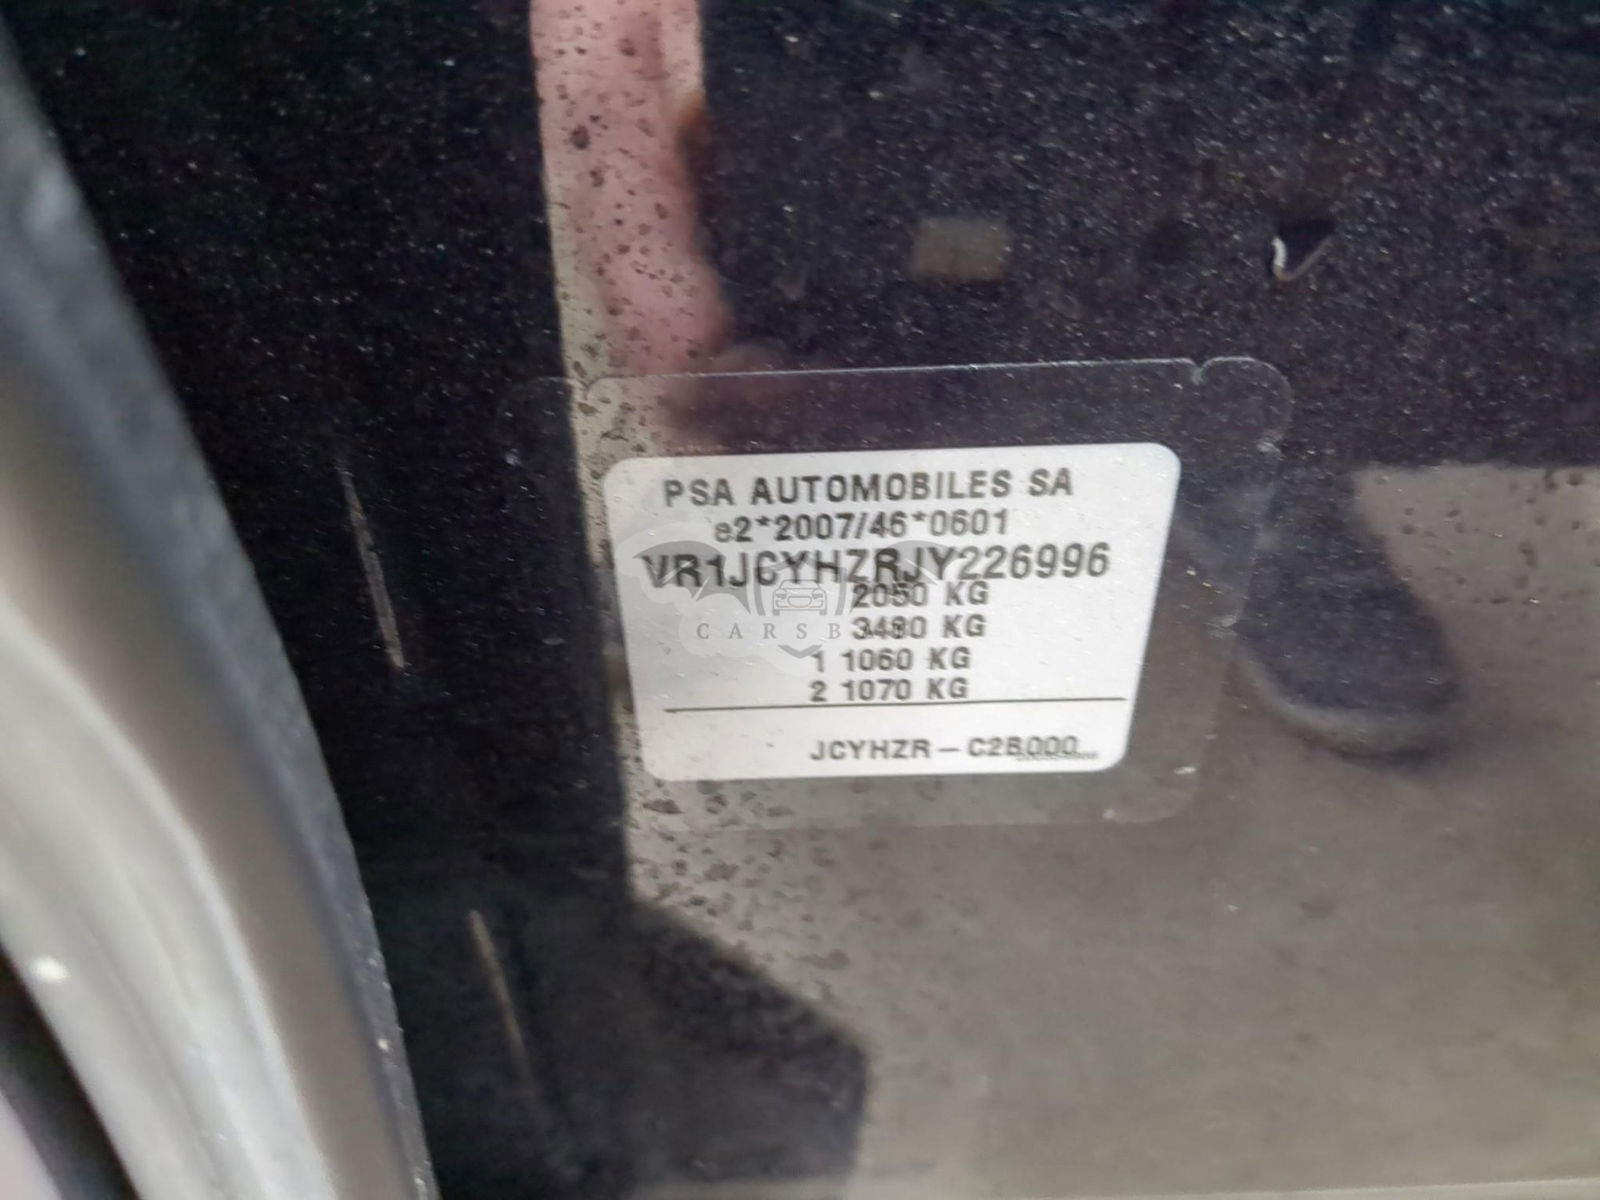 PSA AUTOMOBILES SA
e2*2007/46*0601
VR1JCYHZRJY226996
2050 KG
3480 KG
1 1060 KG
2 1070 KG
JCYHZR - C2B000